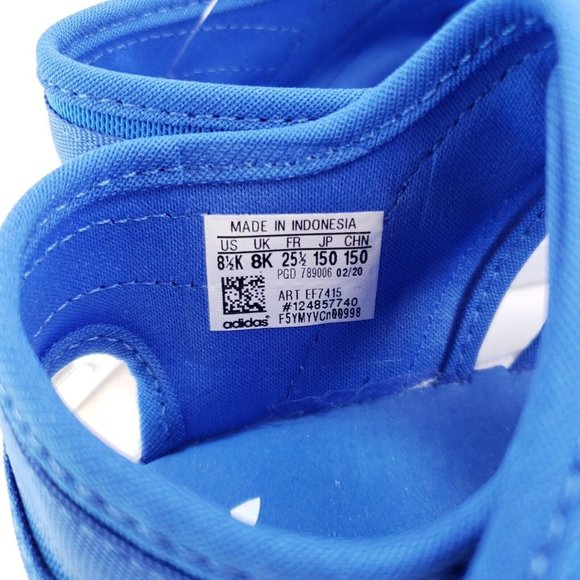 MADE IN INDONESIA
US UK FR JP CHN
8½K 8K 25½ 150 150
PGD 789006 02/20
ART EF7415
#124857740
adidas F5YMYVCn00998